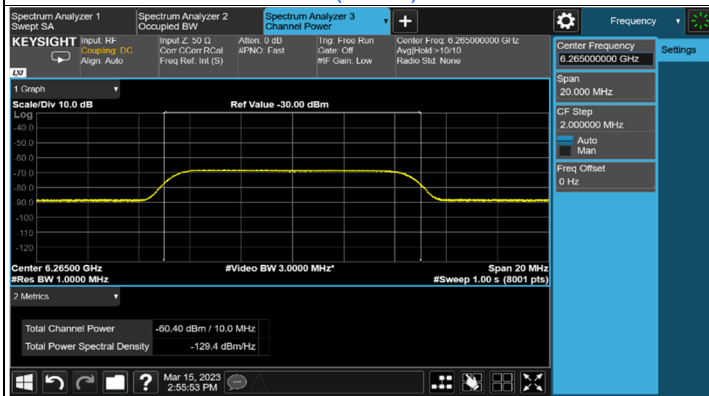 Spectrum Analyzer 1
Swept SA
Spectrum Analyzer 2
Occupied BW
Spectrum Analyzer 3
Channel Power
Frequency
KEYSIGHT
Input: RF
Coupling: DC
Align: Auto
Input Z: 50 Ω
Corr CCorr RCal
Freq Ref: Int (S)
Atten: 0 dB
#PNO: Fast
Trig: Free Run
Gate: Off
#IF Gain: Low
Center Freq: 6.265000000 GHz
Avg|Hold:>10/10
Radio Std: None
LXI
Center Frequency
6.265000000 GHz
Settings
Span
20.000 MHz
CF Step
2.000000 MHz
Auto
Man
Freq Offset
0 Hz
1 Graph
Scale/Div 10.0 dB
Ref Value -30.00 dBm
Log
-40.0
-50.0
-60.0
-70.0
-80.0
-90.0
-100
-110
-120
Center 6.26500 GHz
#Video BW 3.0000 MHz*
Span 20 MHz
#Res BW 1.0000 MHz
#Sweep 1.00 s (8001 pts)
2 Metrics
Total Channel Power
-60.40 dBm / 10.0 MHz
Total Power Spectral Density
-129.4 dBm/Hz
?
Mar 15, 2023
2:55:53 PM